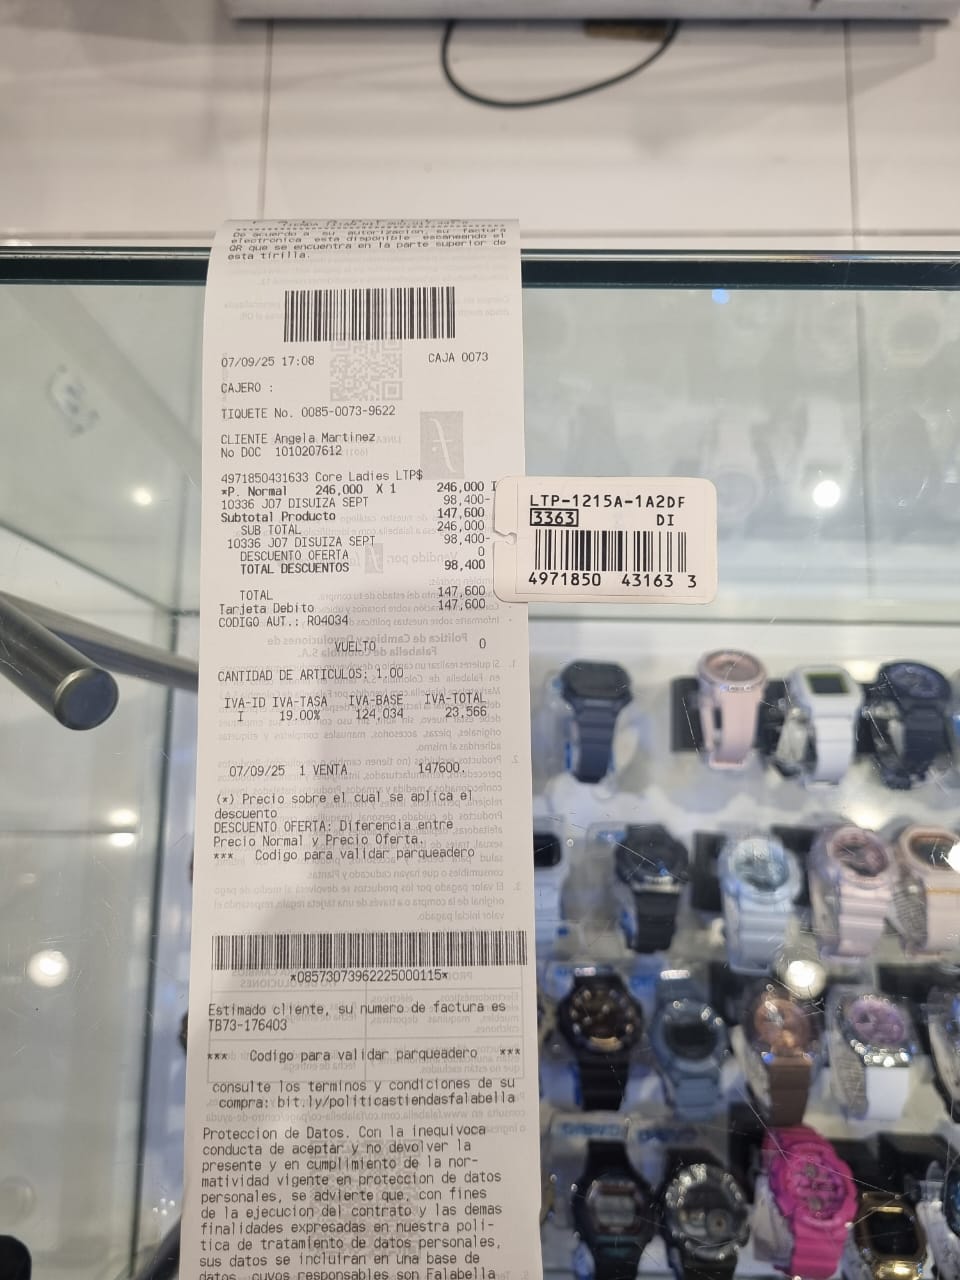 De acuerdo a su autorizacion, su factura
electronica esta disponible escaneando el
QR que se encuentra en la parte superior de
esta tirilla.
07/09/25 17:08 CAJA 0073
CAJERO :
TIQUETE No. 0085-0073-9622
CLIENTE Angela Martinez
No DOC 1010207612
4971850431633 Core Ladies LTP$
*P. Normal 246,000 X 1 246,000 I
10336 J07 DISUIZA SEPT 98,400-
Subtotal Producto 147,600
SUB TOTAL 246,000
10336 J07 DISUIZA SEPT 98,400-
DESCUENTO OFERTA 0
TOTAL DESCUENTOS 98,400
TOTAL 147,600
Tarjeta Debito 147,600
CODIGO AUT.: R04034
VUELTO 0
CANTIDAD DE ARTICULOS: 1.00
IVA-ID IVA-TASA IVA-BASE IVA-TOTAL
I 19.00% 124,034 23,566
07/09/25 1 VENTA 147600
(*) Precio sobre el cual se aplica el
descuento
DESCUENTO OFERTA: Diferencia entre
Precio Normal y Precio Oferta.
*** Codigo para validar parqueadero
*08573073962225000115*
Estimado cliente, su numero de factura es
TB73-176403
*** Codigo para validar parqueadero ***
consulte los terminos y condiciones de su
compra: bit.ly/politicastiendasfalabella
Proteccion de Datos. Con la inequivoca
conducta de aceptar y no devolver la
presente y en cumplimiento de la nor-
matividad vigente en proteccion de datos
personales, se advierte que, con fines
de la ejecucion del contrato y las demas
finalidades expresadas en nuestra poli-
tica de tratamiento de datos personales,
sus datos se incluiran en una base de
datos, cuyos responsables son Falabella
LTP-1215A-1A2DF
3363 DI
4971850 43163 3